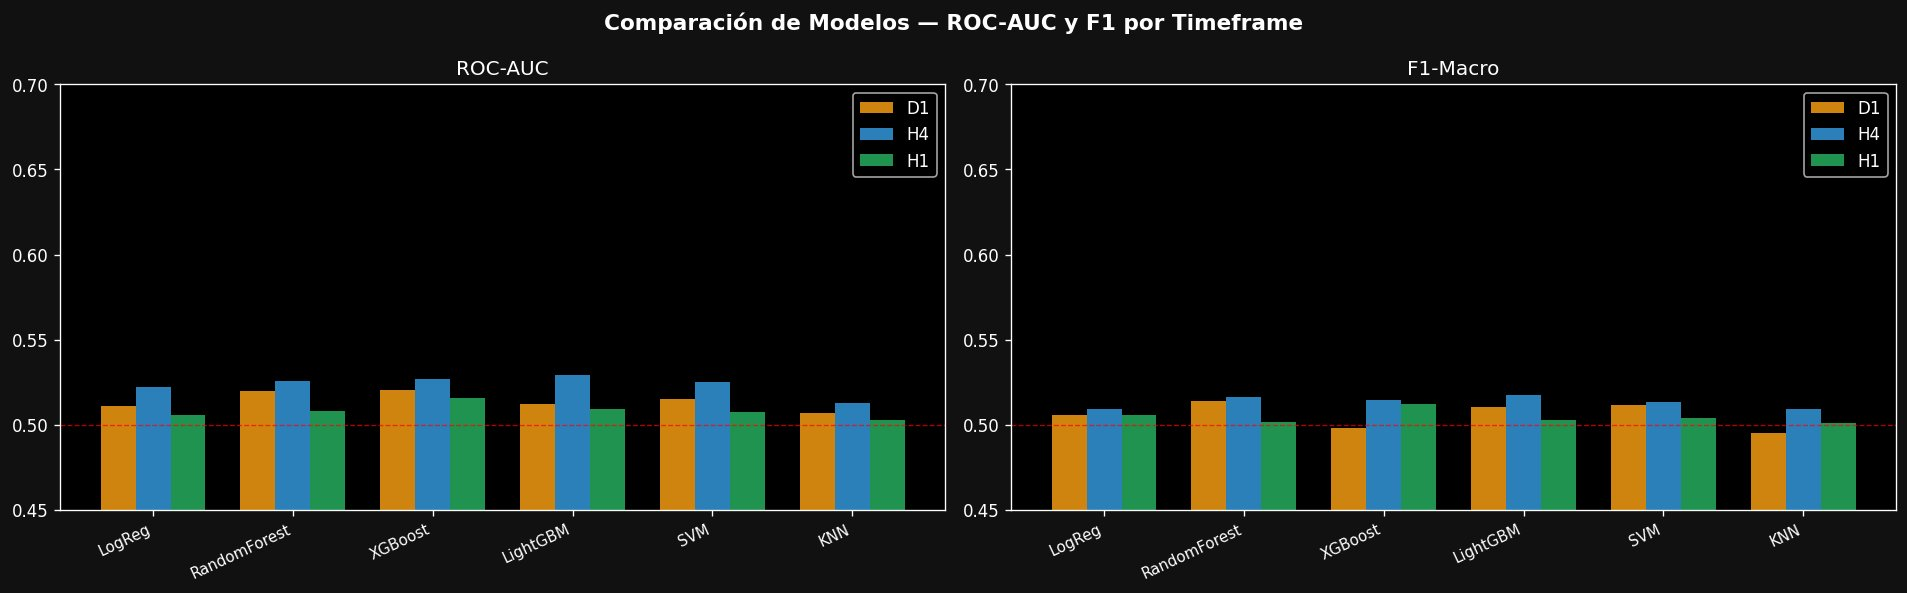 Comparación de Modelos — ROC-AUC y F1 por Timeframe
ROC-AUC
0.70
0.65
0.60
0.55
0.50
0.45
D1
H4
H1
LogReg
RandomForest
XGBoost
LightGBM
SVM
KNN
F1-Macro
0.70
0.65
0.60
0.55
0.50
0.45
D1
H4
H1
LogReg
RandomForest
XGBoost
LightGBM
SVM
KNN